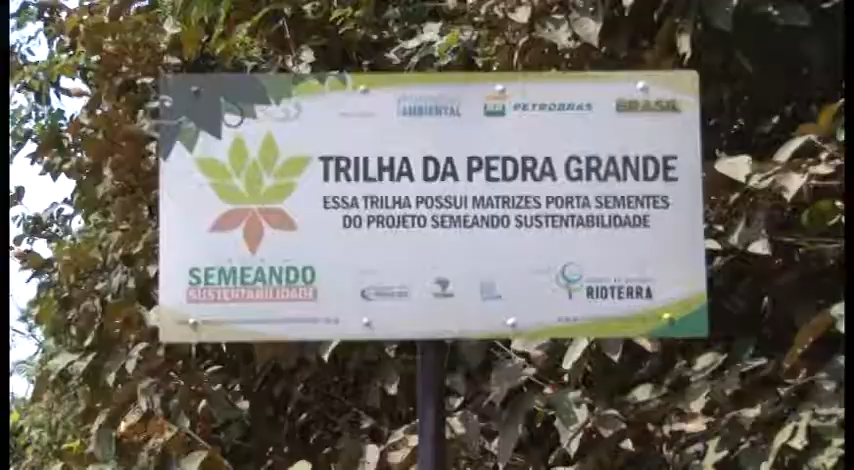 AMBIENTAL
BR PETROBRAS
BRASIL
TRILHA DA PEDRA GRANDE
ESSA TRILHA POSSUI MATRIZES PORTA SEMENTES
DO PROJETO SEMEANDO SUSTENTABILIDADE
SEMEANDO
SUSTENTABILIDADE
RIOTERRA